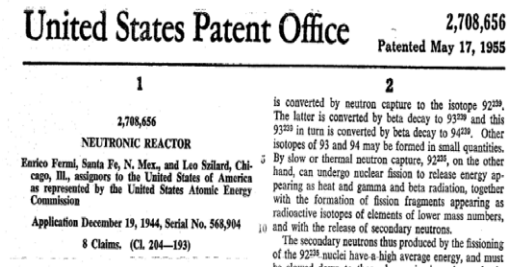 United States Patent Office
2,708,656
Patented May 17, 1955
1
2,708,656
NEUTRONIC REACTOR
Enrico Fermi, Santa Fe, N. Mex., and Leo Szilard, Chi-
cago, Ill., assignors to the United States of America
as represented by the United States Atomic Energy
Commission
Application December 19, 1944, Serial No. 568,904
8 Claims. (Cl. 204—193)
2
is converted by neutron capture to the isotope 92²³⁹.
The latter is converted by beta decay to 93²³⁹ and this
93²³⁹ in turn is converted by beta decay to 94²³⁹. Other
isotopes of 93 and 94 may be formed in small quantities.
5 By slow or thermal neutron capture, 92²³⁵, on the other
hand, can undergo nuclear fission to release energy ap-
pearing as heat and gamma and beta radiation, together
with the formation of fission fragments appearing as
radioactive isotopes of elements of lower mass numbers,
10 and with the release of secondary neutrons.
The secondary neutrons thus produced by the fissioning
of the 92²³⁵ nuclei have a high average energy, and must